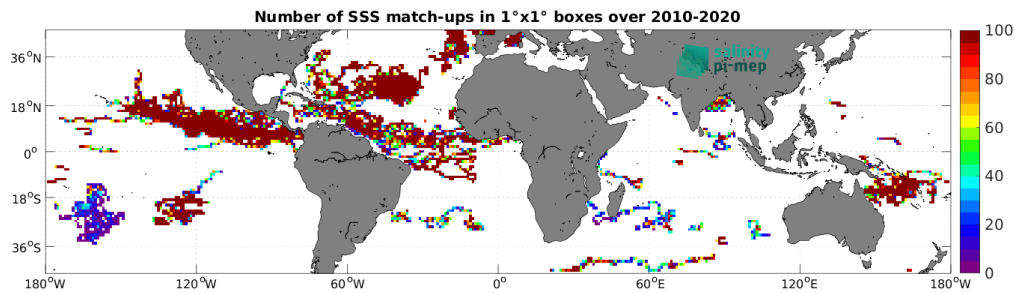 Number of SSS match-ups in 1°x1° boxes over 2010-2020
100
36°N
salinity
pi-mep
80
18°N
60
0°
40
18°S
20
36°S
0
180°W 120°W 60°W 0° 60°E 120°E 180°E